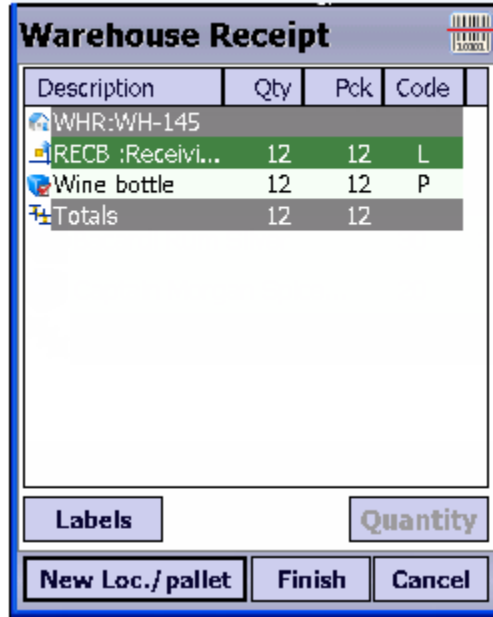 Warehouse Receipt
Description Qty Pck Code
WHR:WH-145
RECB :Receivi... 12 12 L
Wine bottle 12 12 P
Totals 12 12
Labels Quantity
New Loc./pallet Finish Cancel